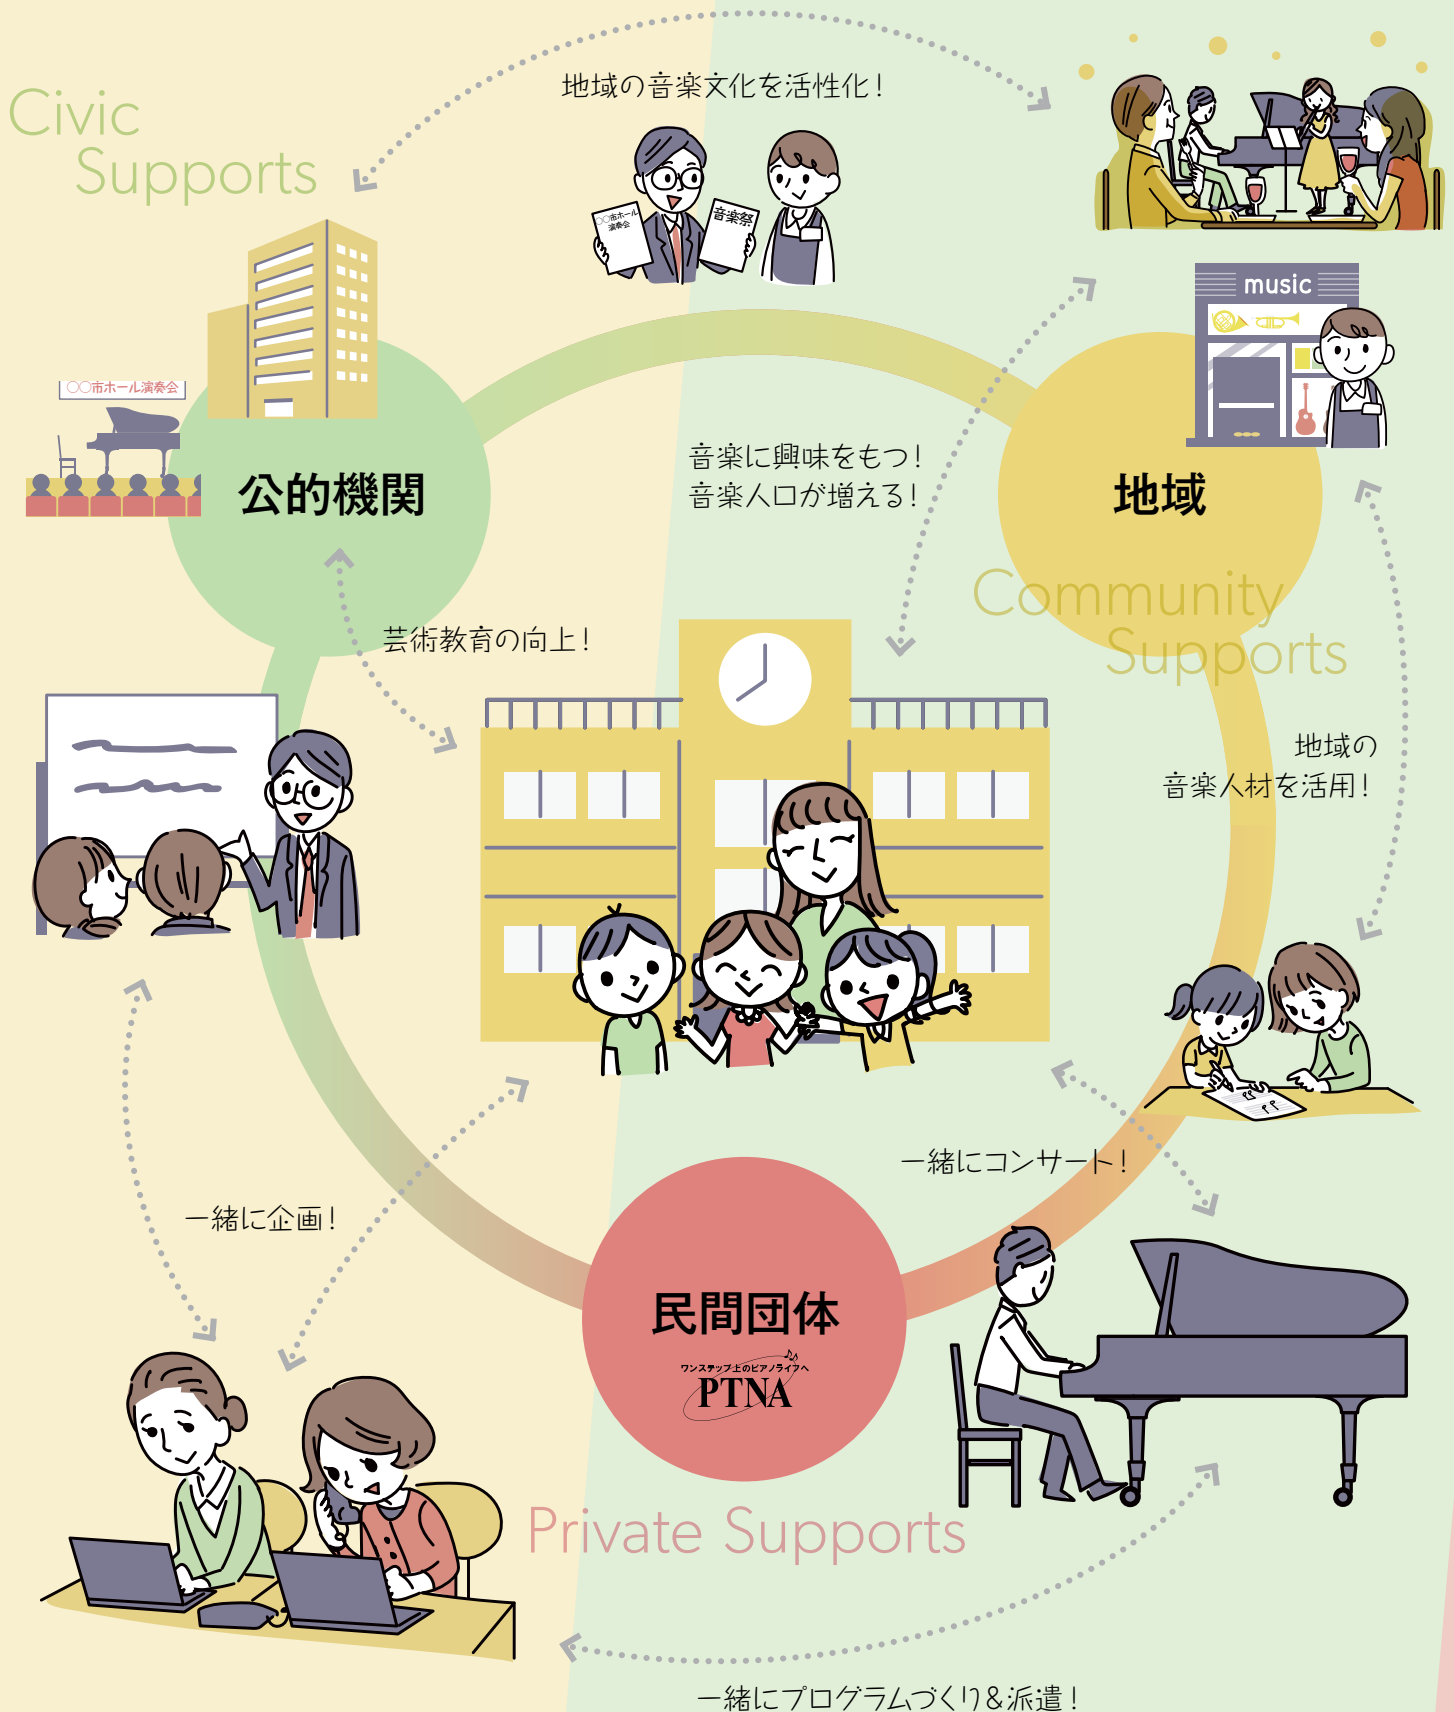 地域の音楽文化を活性化！
Civic
Supports
○○市ホール
演奏会
音楽祭
music
○○市ホール演奏会
公的機関
音楽に興味をもつ！
音楽人口が増える！
地域
Community
Supports
芸術教育の向上！
地域の
音楽人材を活用！
一緒にコンサート！
一緒に企画！
民間団体
ワンステップ上のピアノライフへ
PTNA
Private Supports
一緒にプログラムづくり＆派遣！